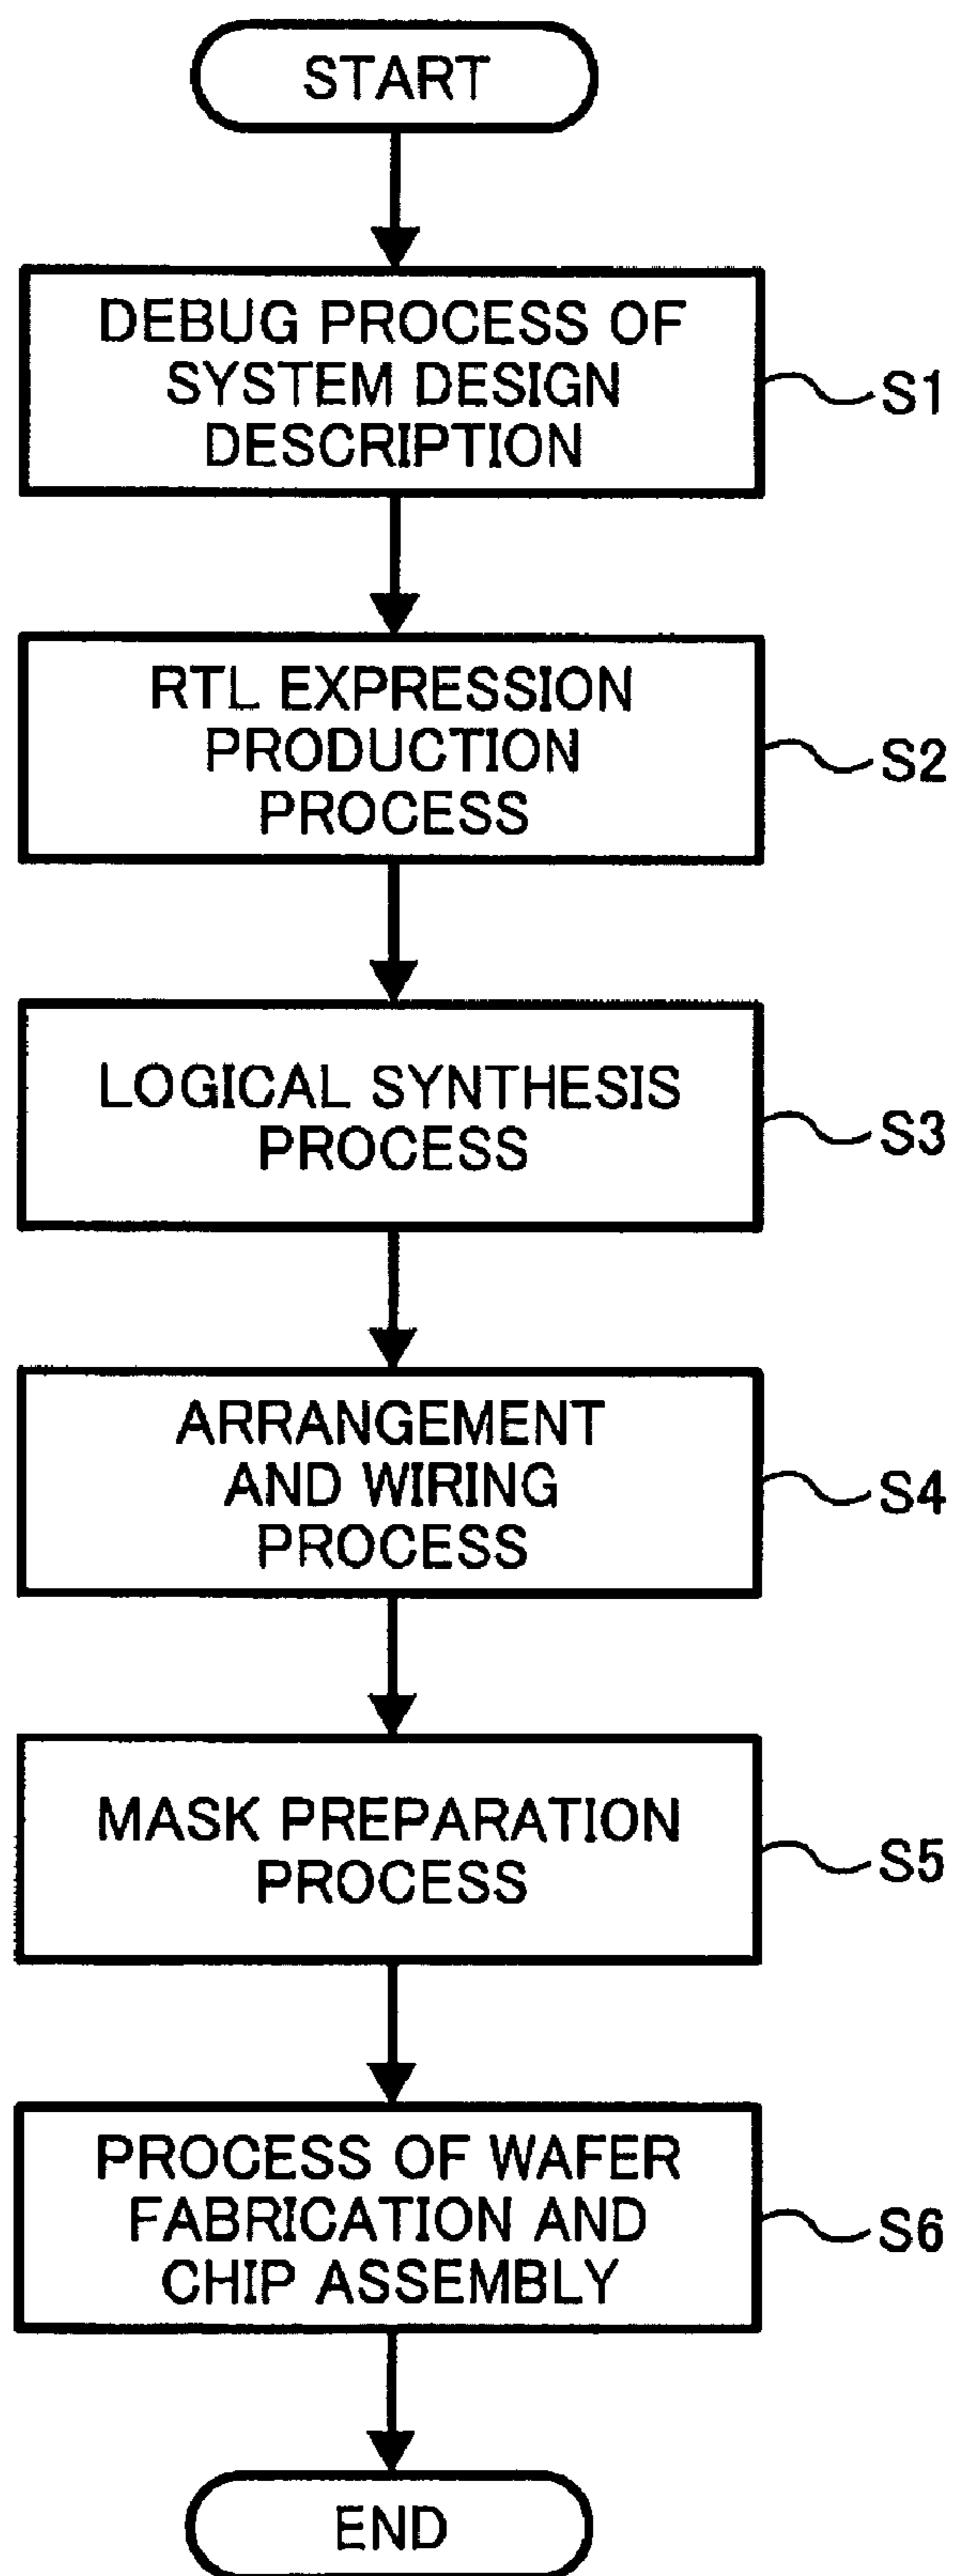 START
DEBUG PROCESS OF
SYSTEM DESIGN
DESCRIPTION
S1
RTL EXPRESSION
PRODUCTION
PROCESS
S2
LOGICAL SYNTHESIS
PROCESS
S3
ARRANGEMENT
AND WIRING
PROCESS
S4
MASK PREPARATION
PROCESS
S5
PROCESS OF WAFER
FABRICATION AND
CHIP ASSEMBLY
S6
END